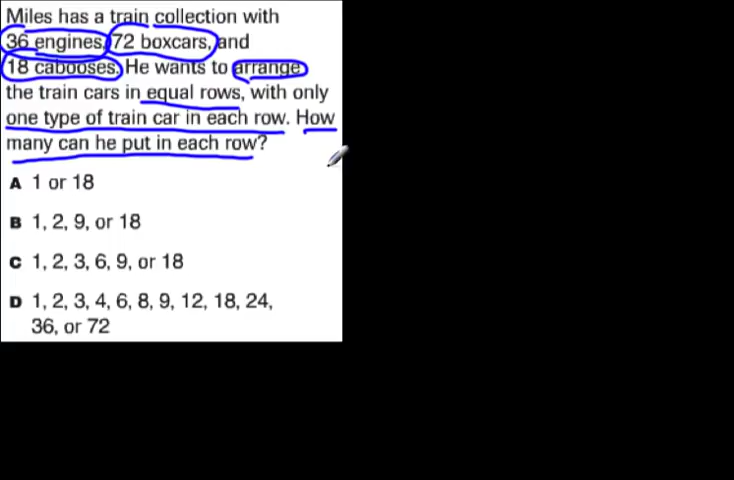 Miles has a train collection with
36 engines, 72 boxcars, and
18 cabooses. He wants to arrange
the train cars in equal rows, with only
one type of train car in each row. How
many can he put in each row?
A 1 or 18
B 1, 2, 9, or 18
C 1, 2, 3, 6, 9, or 18
D 1, 2, 3, 4, 6, 8, 9, 12, 18, 24,
36, or 72